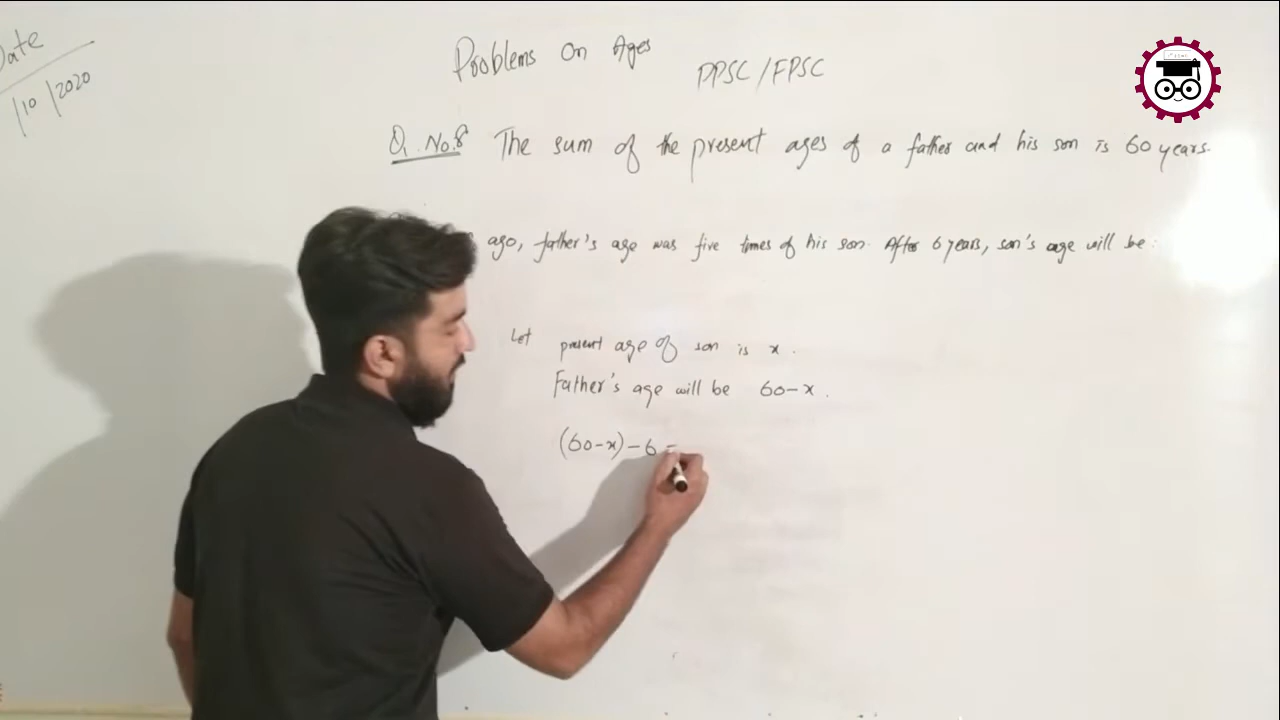 Date
/10/2020
Problems On Ages
PPSC/FPSC
Q. No.8 The sum of the present ages of a father and his son is 60 years.
ago, father's age was five times of his son. After 6 years, son's age will be:
Let present age of son is x.
Father's age will be 60-x.
(60-x)-6 =